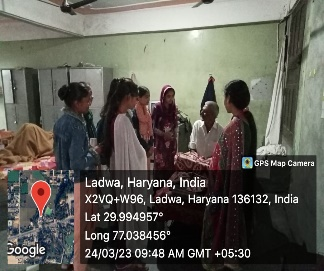 GPS Map Camera
Ladwa, Haryana, India
X2VQ+W96, Ladwa, Haryana 136132, India
Lat 29.994957°
Long 77.038456°
24/03/23 09:48 AM GMT +05:30
Google